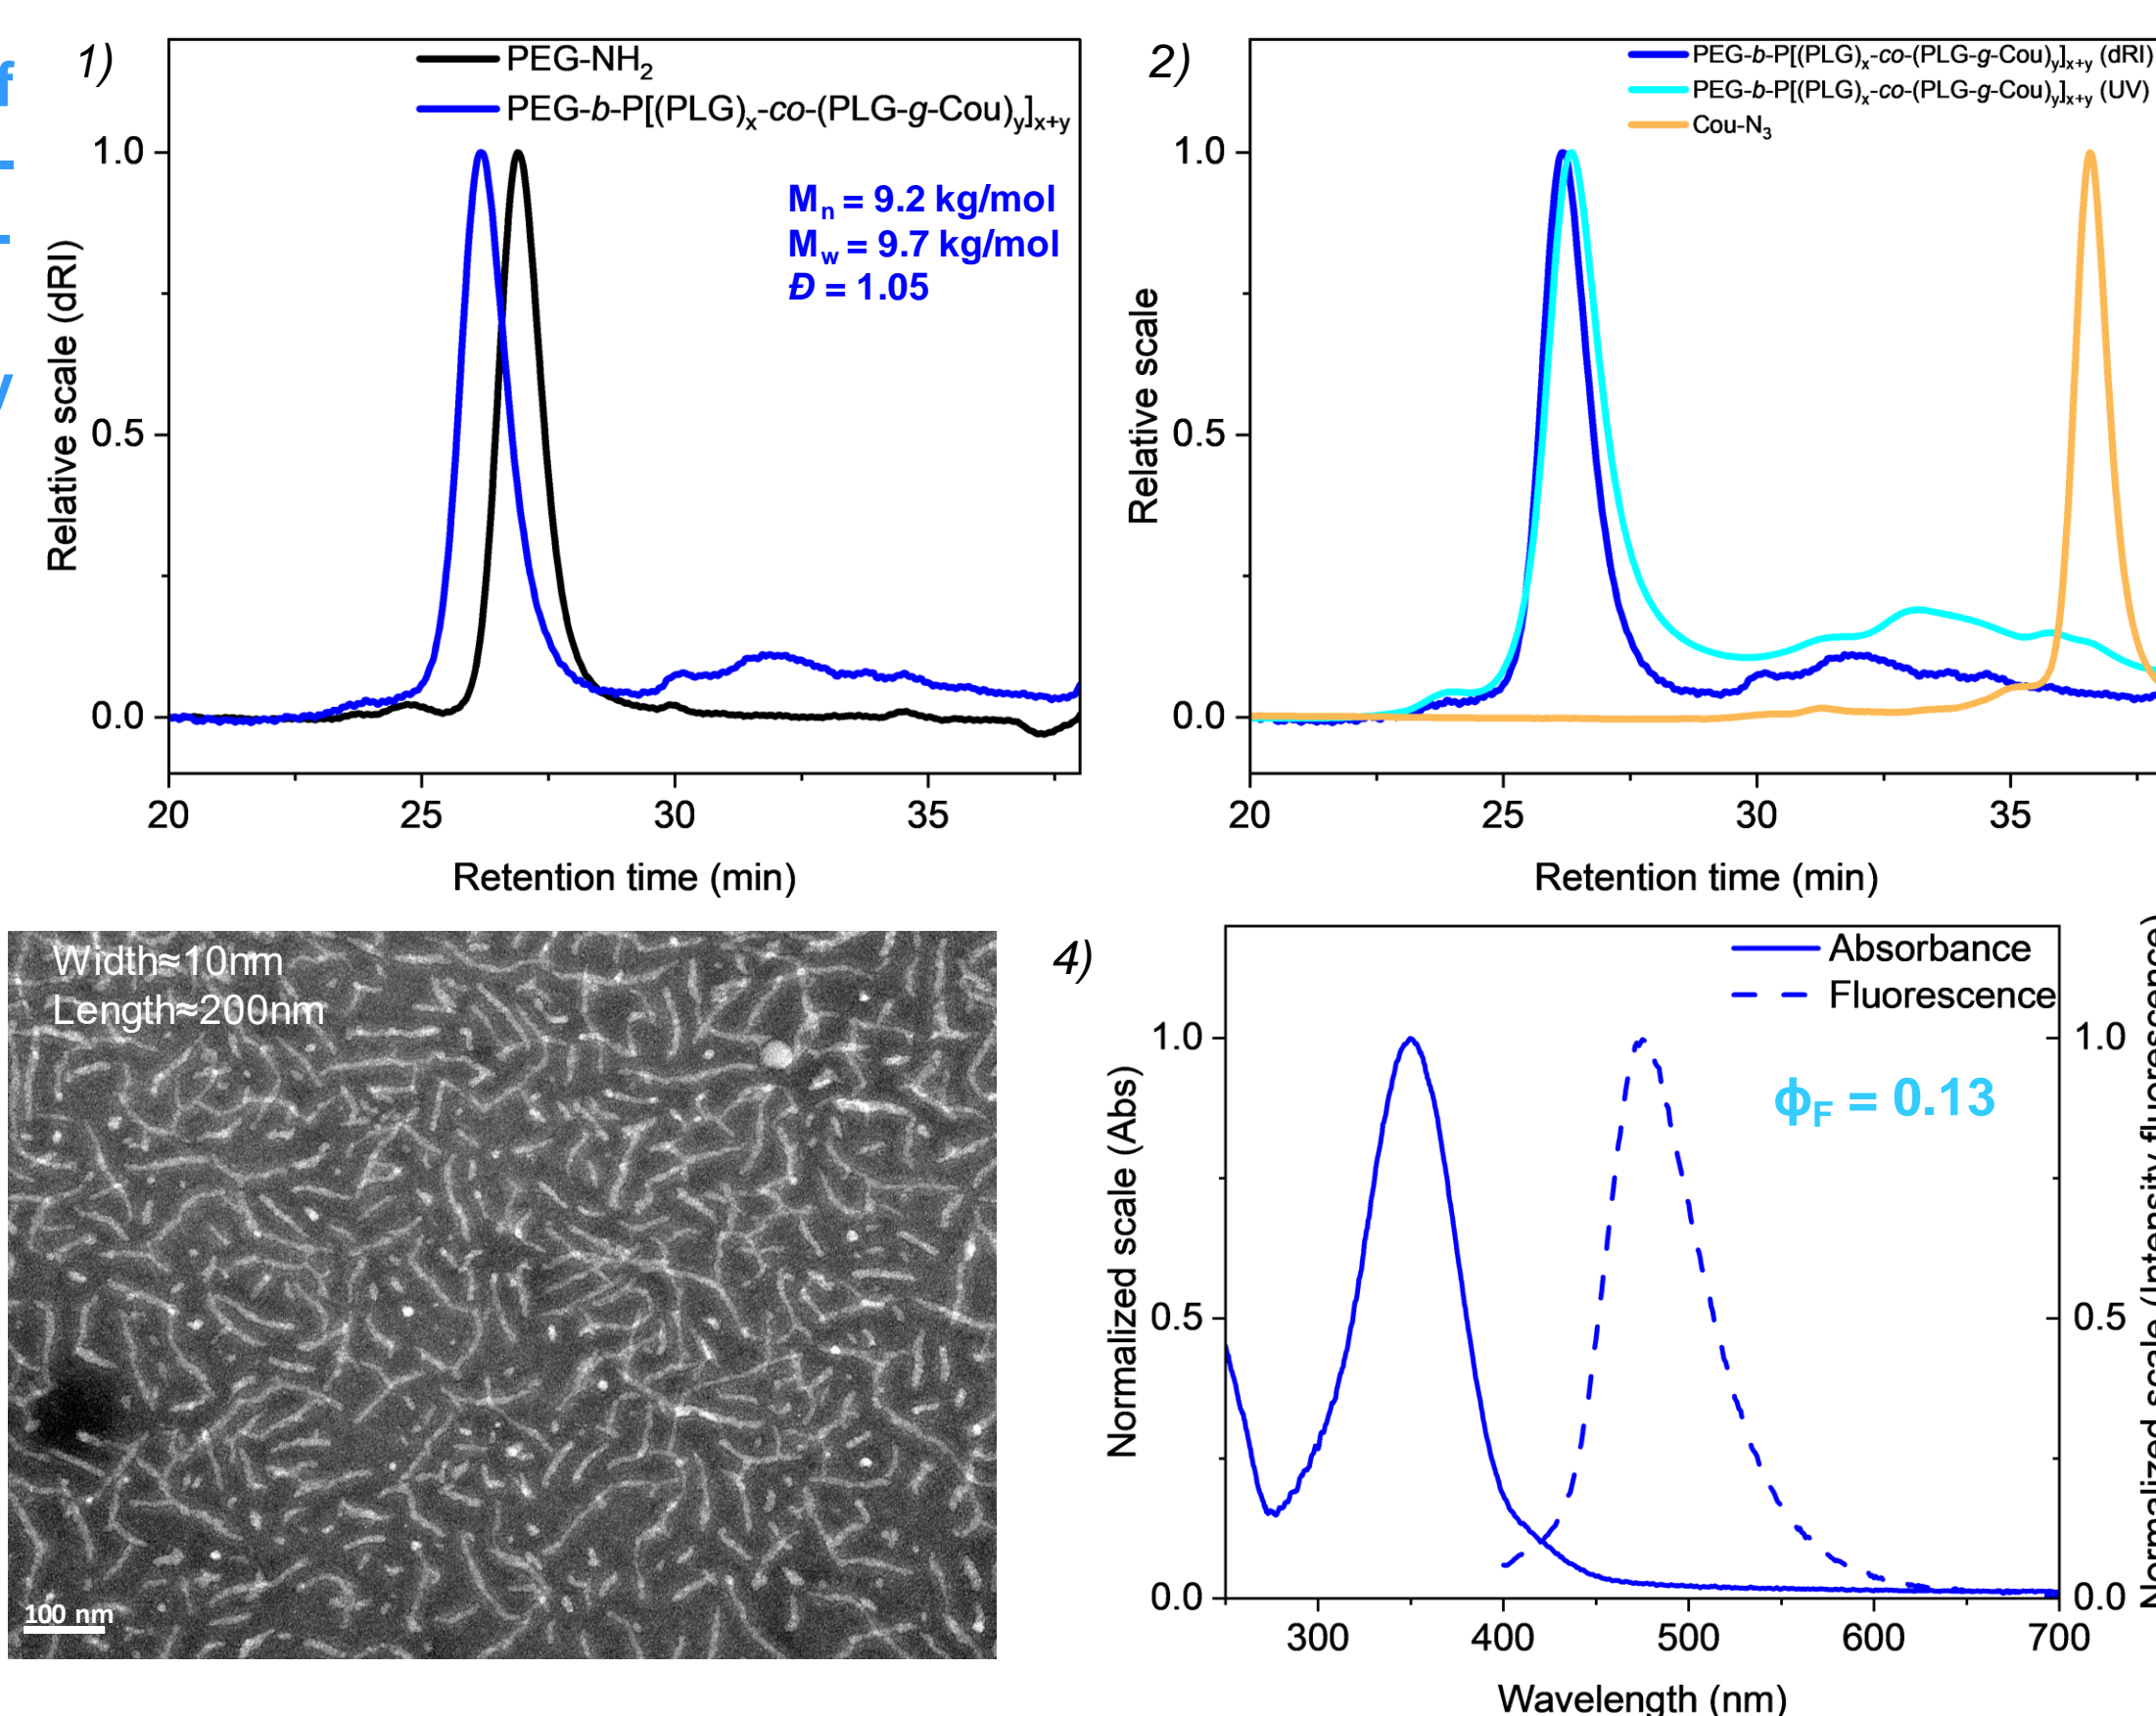 f
y
1)
PEG-NH2
PEG-b-P[(PLG)x-co-(PLG-g-Cou)y]x+y
Mn = 9.2 kg/mol
Mw = 9.7 kg/mol
Đ = 1.05
Relative scale (dRI)
1.0
0.5
0.0
20 25 30 35
Retention time (min)
2)
PEG-b-P[(PLG)x-co-(PLG-g-Cou)y]x+y (dRI)
PEG-b-P[(PLG)x-co-(PLG-g-Cou)y]x+y (UV)
Cou-N3
Relative scale
1.0
0.5
0.0
20 25 30 35
Retention time (min)
Width≈10nm
Length≈200nm
100 nm
4)
Absorbance
Fluorescence
ϕF = 0.13
Normalized scale (Abs)
1.0
0.5
0.0
300 400 500 600 700
Wavelength (nm)
1.0
0.5
0.0
Normalized scale (Intensity fluorescence)